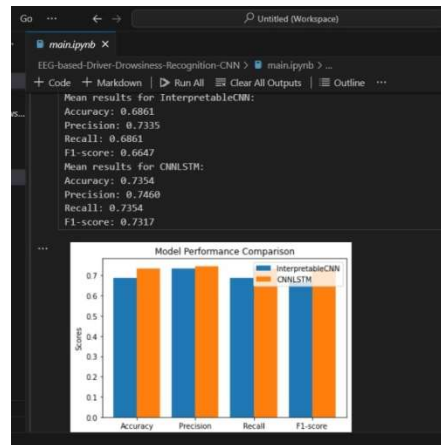 Go ... ← → Untitled (Workspace)
main.ipynb ×
EEG-based-Driver-Drowsiness-Recognition-CNN > main.ipynb > ...
+ Code + Markdown | Run All Clear All Outputs | Outline ...
Mean results for InterpretableCNN:
Accuracy: 0.6861
Precision: 0.7335
Recall: 0.6861
F1-score: 0.6647
Mean results for CNNLSTM:
Accuracy: 0.7354
Precision: 0.7460
Recall: 0.7354
F1-score: 0.7317
...
Model Performance Comparison
InterpretableCNN
CNNLSTM
0.7
0.6
0.5
0.4
0.3
0.2
0.1
0.0
Scores
Accuracy Precision Recall F1-score